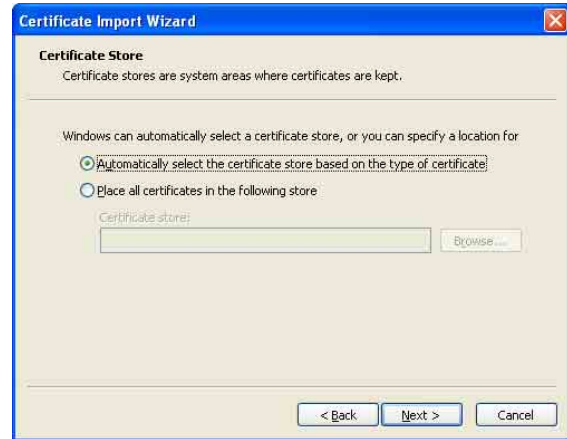 Certificate Import Wizard
Certificate Store
Certificate stores are system areas where certificates are kept.
Windows can automatically select a certificate store, or you can specify a location for
Automatically select the certificate store based on the type of certificate
Place all certificates in the following store
Certificate store:
Browse...
< Back
Next >
Cancel